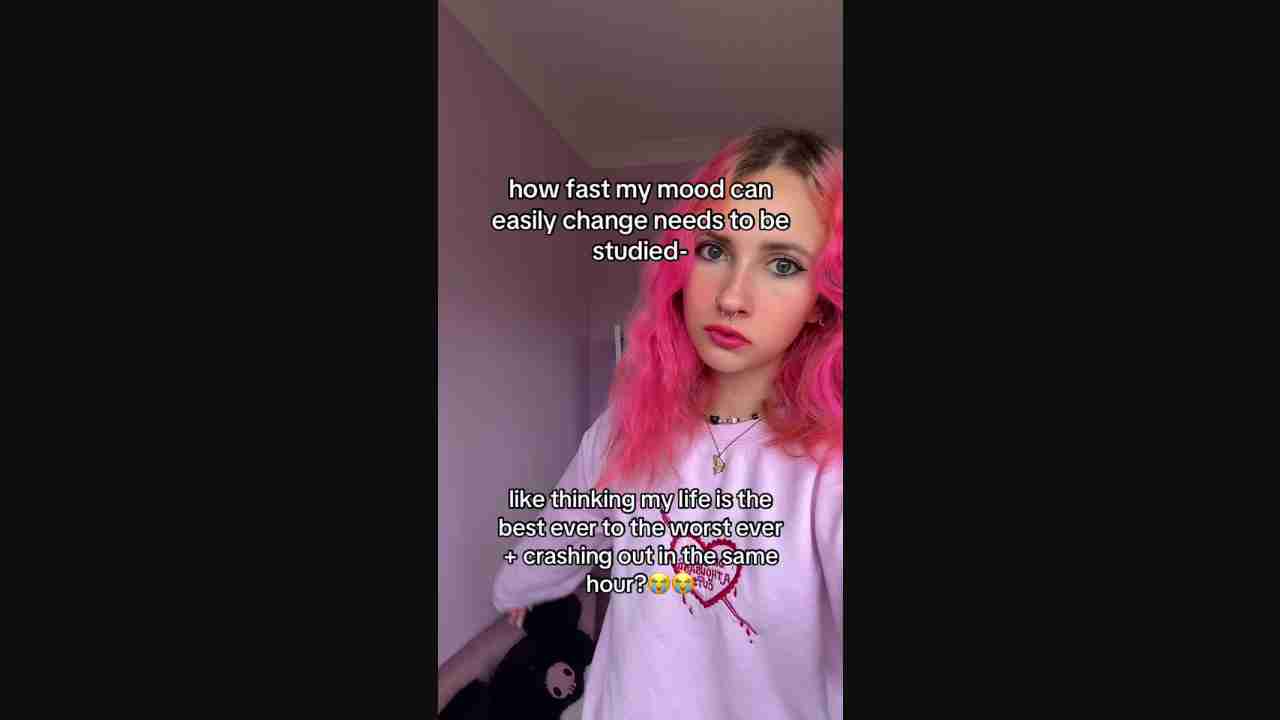 how fast my mood can
easily change needs to be
studied-
like thinking my life is the
best ever to the worst ever
+ crashing out in the same
hour?😭😭